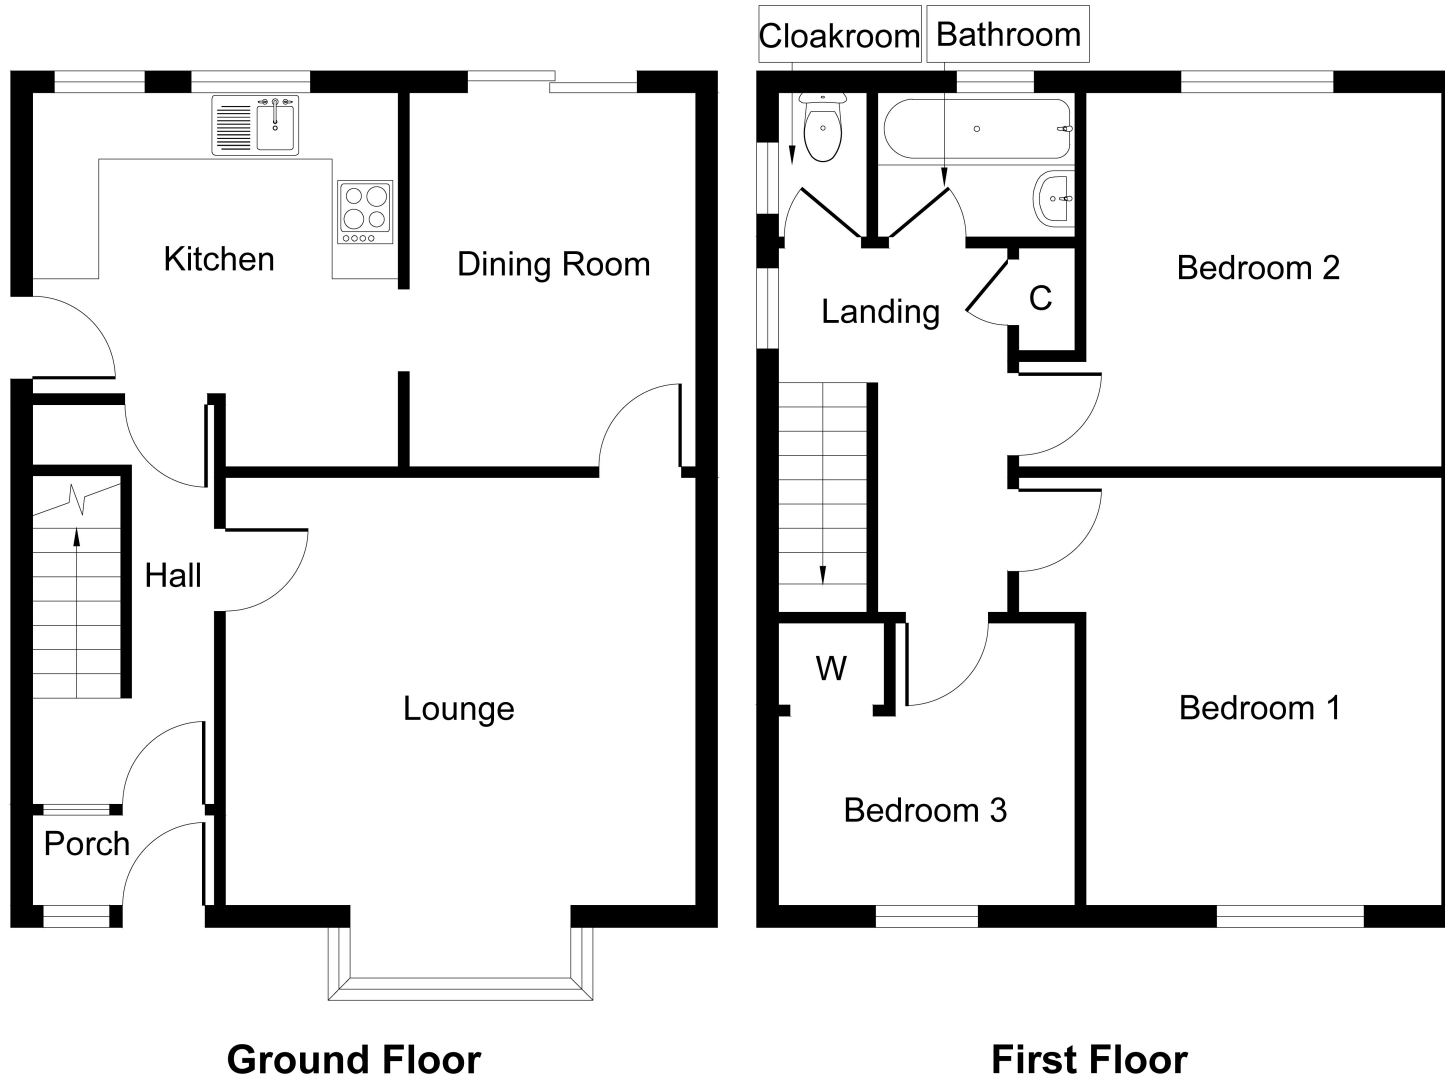 Cloakroom
Bathroom
Kitchen
Dining Room
Hall
Lounge
Porch
Landing
C
Bedroom 2
W
Bedroom 1
Bedroom 3
Ground Floor
First Floor